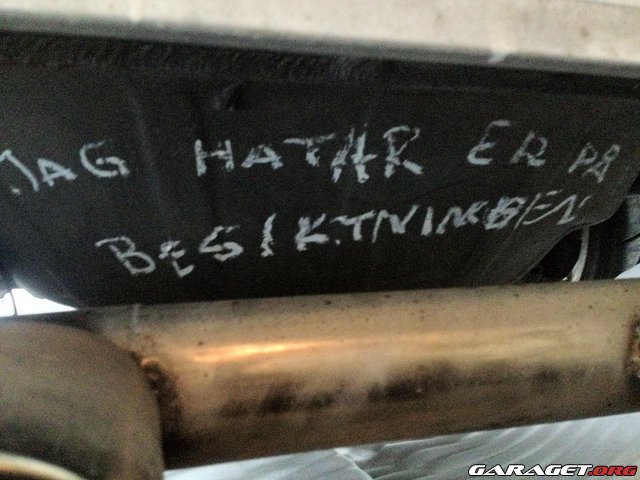 JAG HATAR ER PÅ
BESIKTNINGEN
GARAGET.ORG